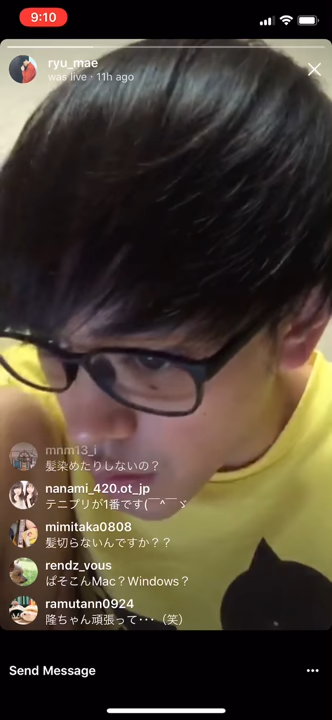 9:10
ryu_mae
was live · 11h ago
mnm13_i
髪染めたりしないの？
nanami_420.ot_jp
テニプリが1番です(￣^￣ゞ
mimitaka0808
髪切らないんですか？？
rendz_vous
ぱそこんMac？Windows？
ramutann0924
隆ちゃん頑張って･･･（笑）
Send Message